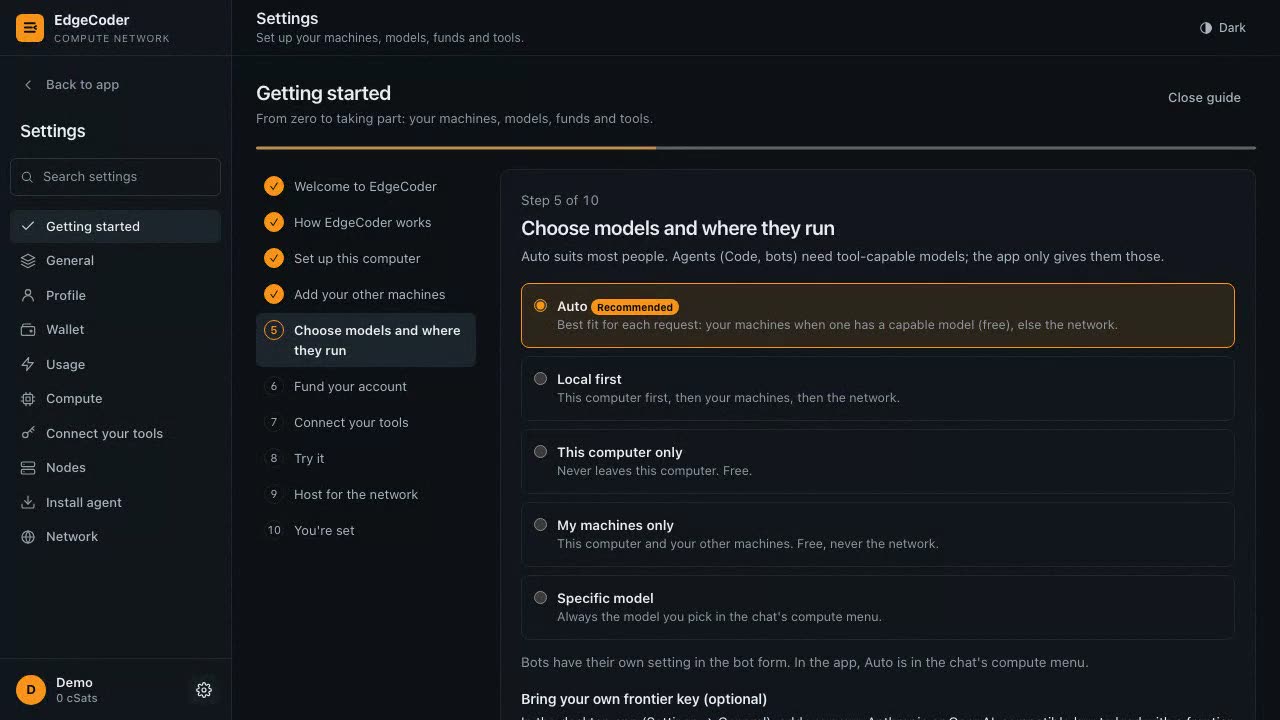 EdgeCoder
COMPUTE NETWORK
Back to app
Settings
Search settings
Getting started
General
Profile
Wallet
Usage
Compute
Connect your tools
Nodes
Install agent
Network
D
Demo
0 cSats
Settings
Set up your machines, models, funds and tools.
Dark
Getting started
From zero to taking part: your machines, models, funds and tools.
Close guide
Welcome to EdgeCoder
How EdgeCoder works
Set up this computer
Add your other machines
5 Choose models and where
they run
6 Fund your account
7 Connect your tools
8 Try it
9 Host for the network
10 You're set
Step 5 of 10
Choose models and where they run
Auto suits most people. Agents (Code, bots) need tool-capable models; the app only gives them those.
Auto Recommended
Best fit for each request: your machines when one has a capable model (free), else the network.
Local first
This computer first, then your machines, then the network.
This computer only
Never leaves this computer. Free.
My machines only
This computer and your other machines. Free, never the network.
Specific model
Always the model you pick in the chat's compute menu.
Bots have their own setting in the bot form. In the app, Auto is in the chat's compute menu.
Bring your own frontier key (optional)